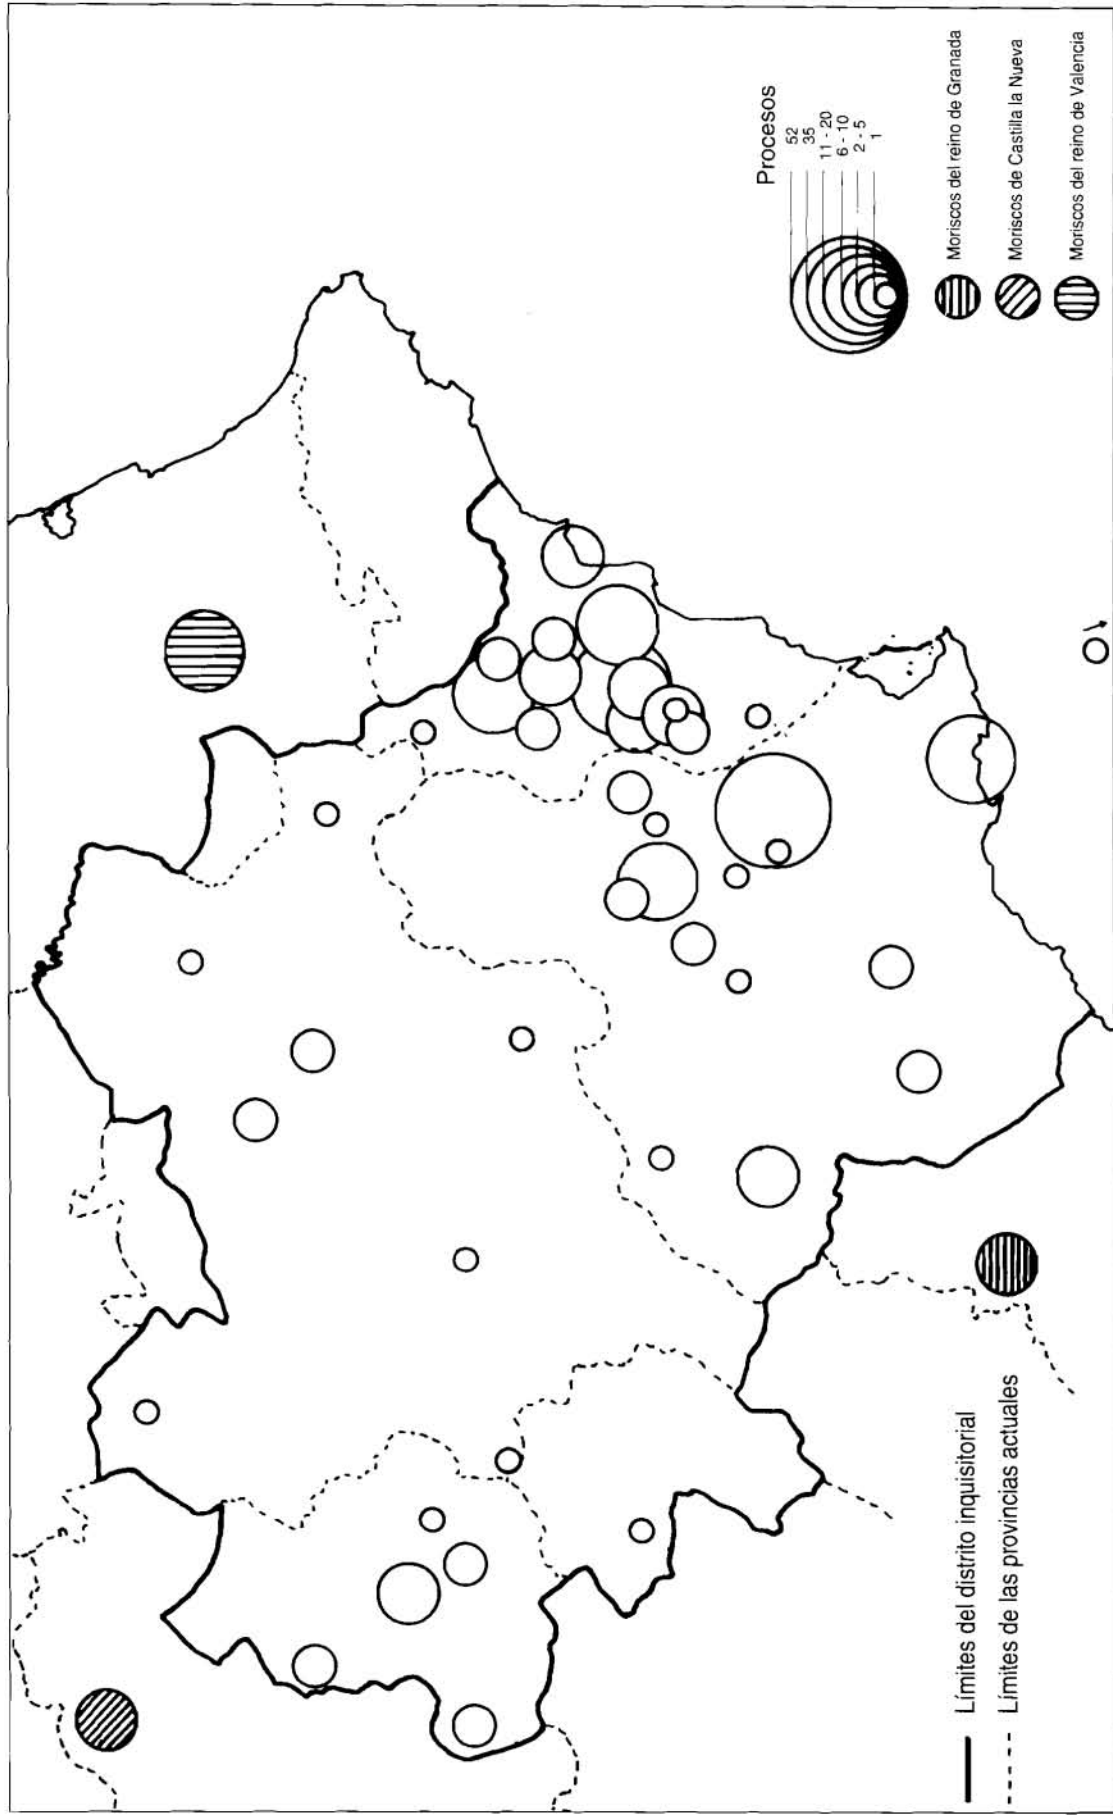 Procesos
52
35
11 - 20
6 - 10
2 - 5
1
Moriscos del reino de Granada
Moriscos de Castilla la Nueva
Moriscos del reino de Valencia
Límites del distrito inquisitorial
Límites de las provincias actuales